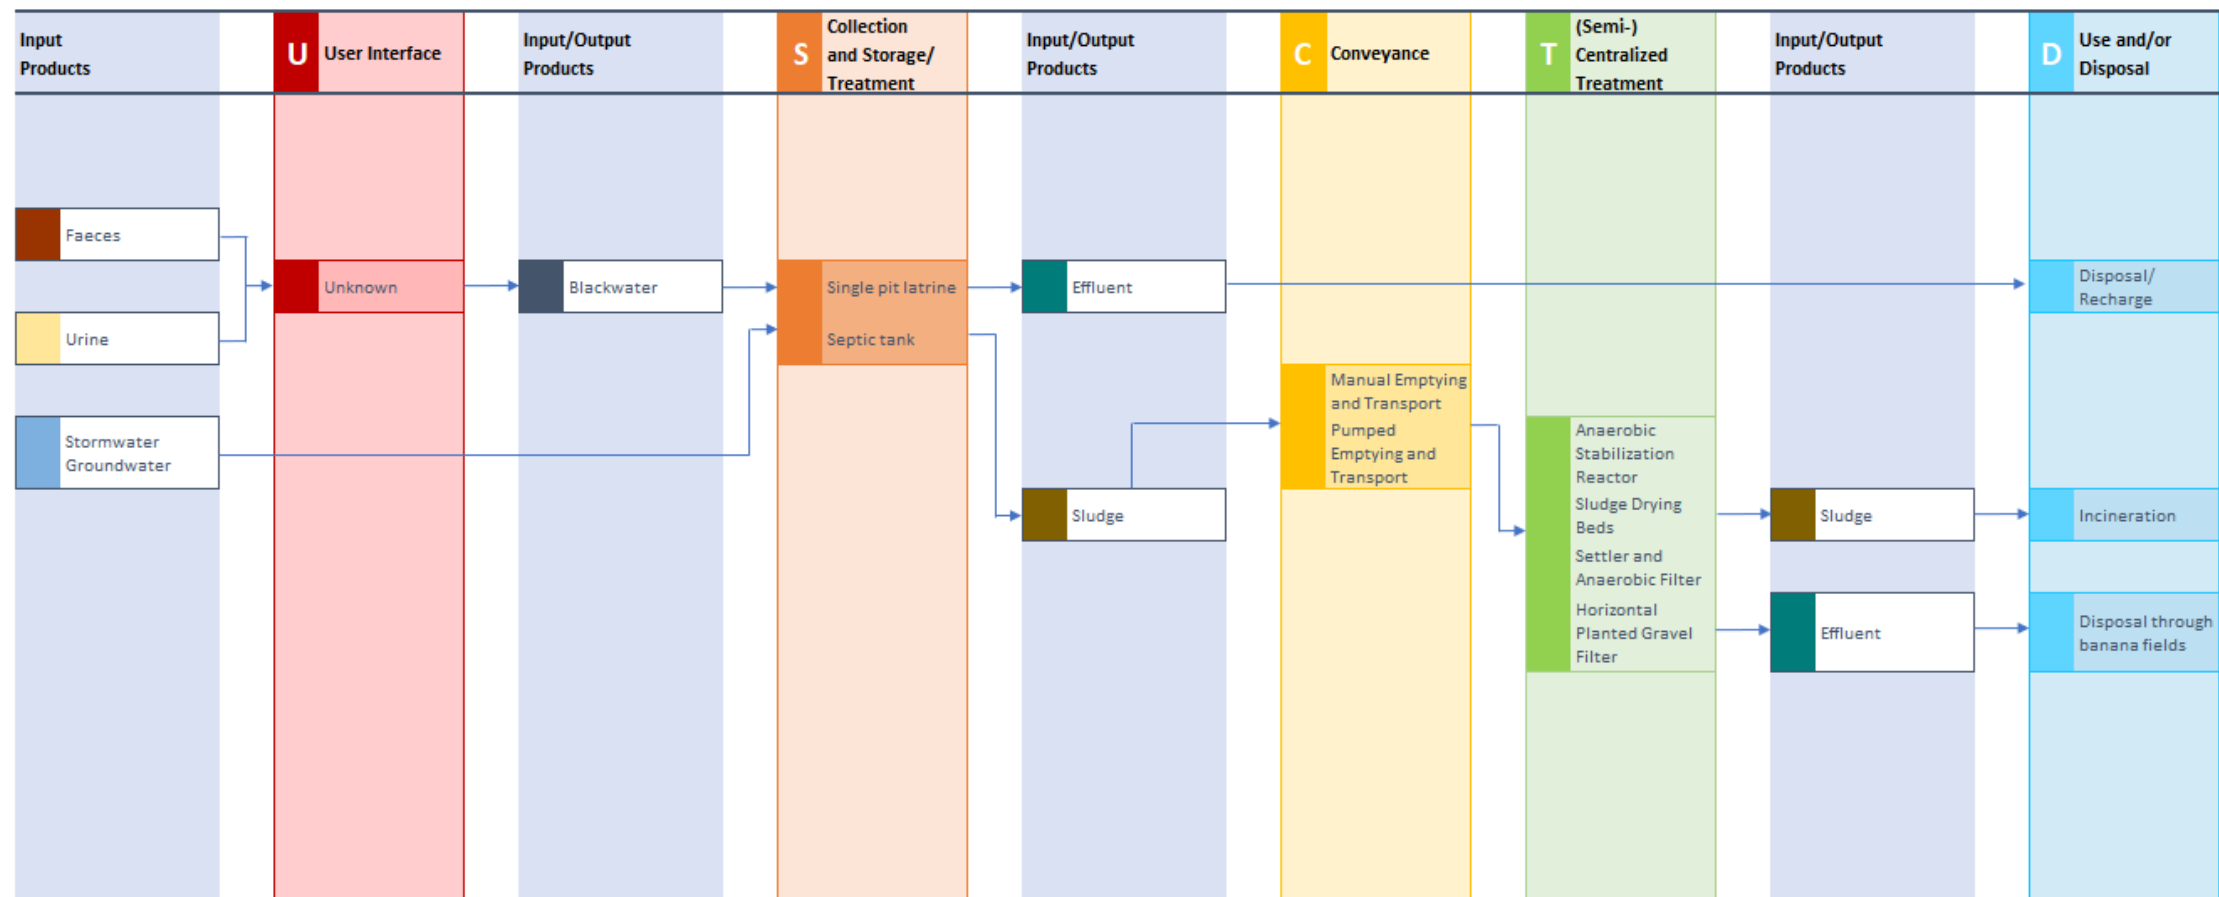 Input
Products
U
User Interface
Input/Output
Products
S
Collection
and Storage/
Treatment
Input/Output
Products
C
Conveyance
T
(Semi-)
Centralized
Treatment
Input/Output
Products
D
Use and/or
Disposal
Faeces
Urine
Stormwater
Groundwater
Unknown
Blackwater
Single pit latrine
Septic tank
Effluent
Sludge
Manual Emptying
and Transport
Pumped
Emptying and
Transport
Anaerobic
Stabilization
Reactor
Sludge Drying
Beds
Settler and
Anaerobic Filter
Horizontal
Planted Gravel
Filter
Sludge
Effluent
Disposal/
Recharge
Incineration
Disposal through
banana fields